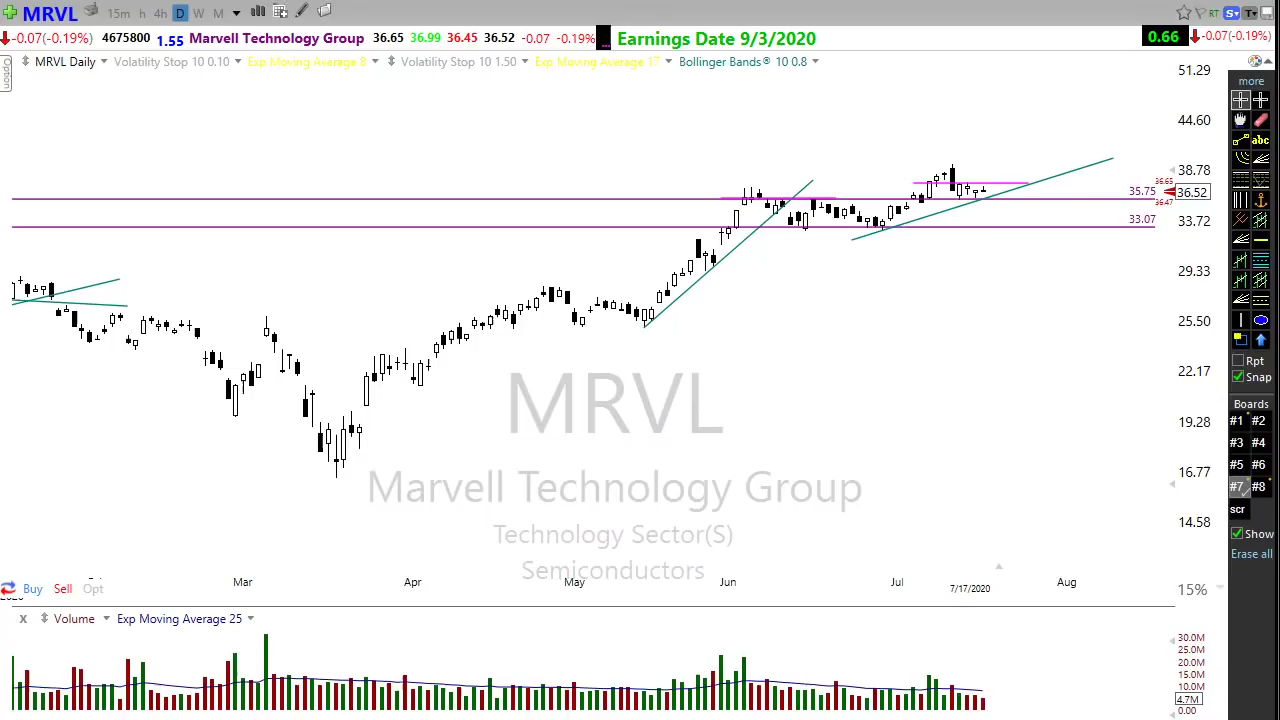 MRVL 15m h 4h D W M RT S T
-0.07(-0.19%) 4675800 1.55 Marvell Technology Group 36.65 36.99 36.45 36.52 -0.07 -0.19% ... Earnings Date 9/3/2020 0.66 -0.07(-0.19%)
Option
MRVL Daily Volatility Stop 10 0.10 Exp Moving Average 8 Volatility Stop 10 1.50 Exp Moving Average 17 Bollinger Bands® 10 0.8
51.29
44.60
38.78
36.65
35.75 36.52
36.47
33.72
33.07
29.33
25.50
22.17
19.28
16.77
14.58
MRVL
Marvell Technology Group
Technology Sector(S)
Semiconductors
Mar Apr May Jun Jul Aug
Buy Sell Opt 7/17/2020 15%
X Volume Exp Moving Average 25
30.0M
25.0M
20.0M
15.0M
10.0M
4.7M
0.00
more
abc
Rpt
Snap
Boards
#1 #2
#3 #4
#5 #6
#7 #8
scr
Show
Erase all